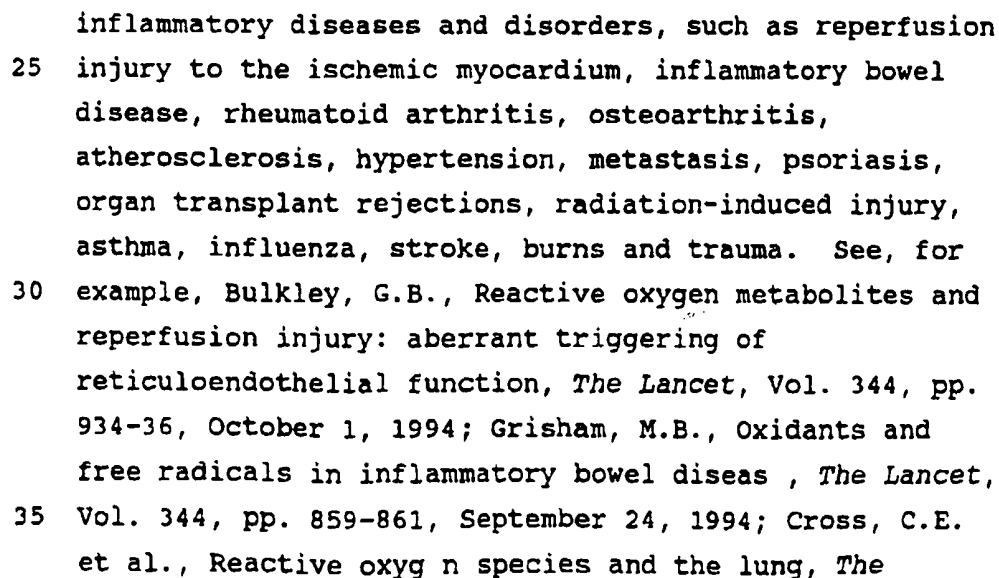 inflammatory diseases and disorders, such as reperfusion
25 injury to the ischemic myocardium, inflammatory bowel
disease, rheumatoid arthritis, osteoarthritis,
atherosclerosis, hypertension, metastasis, psoriasis,
organ transplant rejections, radiation-induced injury,
asthma, influenza, stroke, burns and trauma. See, for
30 example, Bulkley, G.B., Reactive oxygen metabolites and
reperfusion injury: aberrant triggering of
reticuloendothelial function, The Lancet, Vol. 344, pp.
934-36, October 1, 1994; Grisham, M.B., Oxidants and
free radicals in inflammatory bowel diseas , The Lancet,
35 Vol. 344, pp. 859-861, September 24, 1994; Cross, C.E.
et al., Reactive oxyg n species and the lung, The